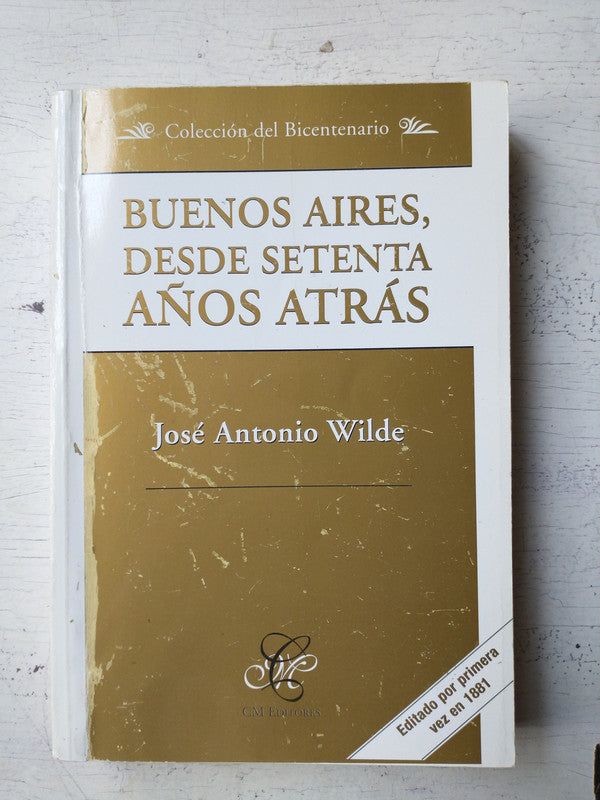 Colección del Bicentenario
BUENOS AIRES,
DESDE SETENTA
AÑOS ATRÁS
José Antonio Wilde
CM EDITORES
Editado por primera
vez en 1881